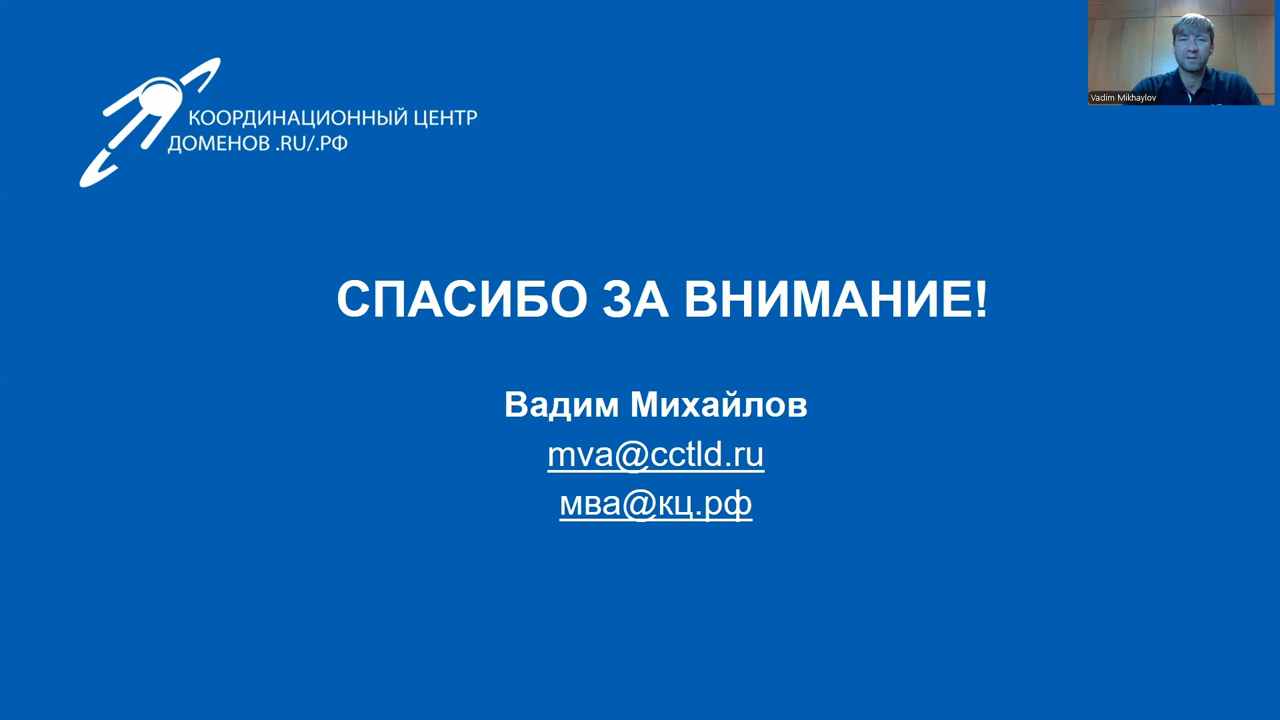 КООРДИНАЦИОННЫЙ ЦЕНТР
ДОМЕНОВ .RU/.РФ
Vadim Mikhaylov
СПАСИБО ЗА ВНИМАНИЕ!
Вадим Михайлов
mva@cctld.ru
мва@кц.рф